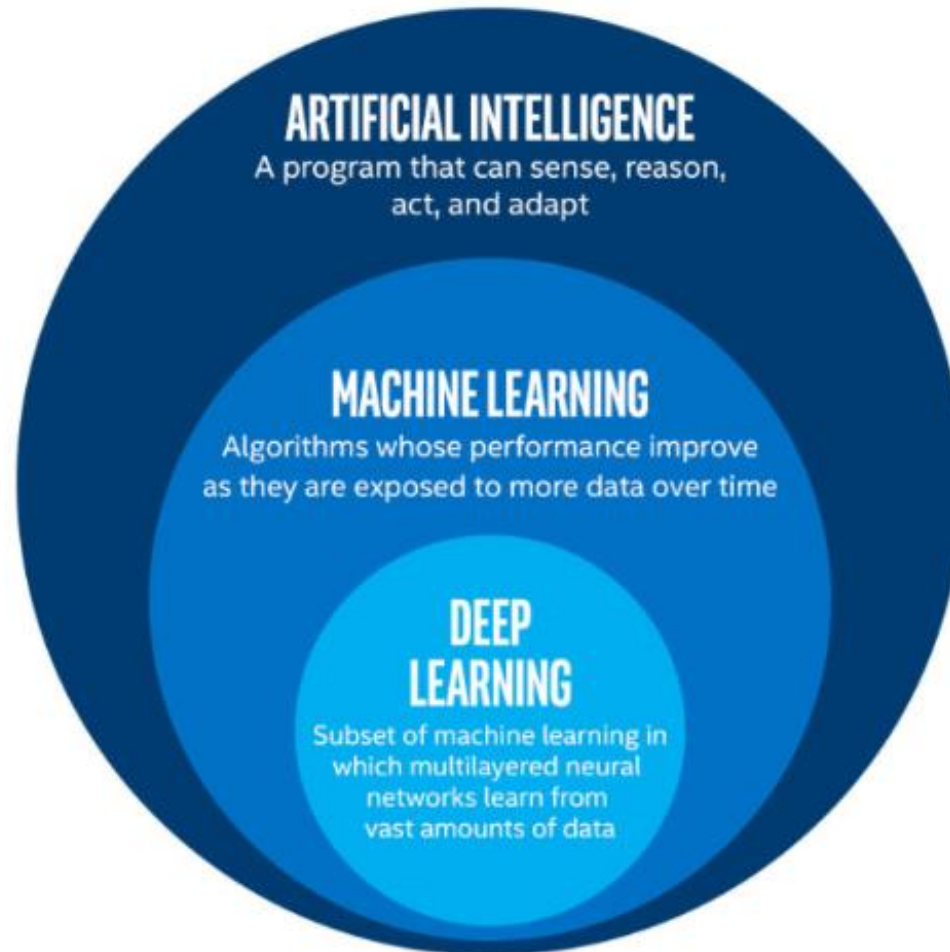 ARTIFICIAL INTELLIGENCE
A program that can sense, reason,
act, and adapt
MACHINE LEARNING
Algorithms whose performance improve
as they are exposed to more data over time
DEEP
LEARNING
Subset of machine learning in
which multilayered neural
networks learn from
vast amounts of data